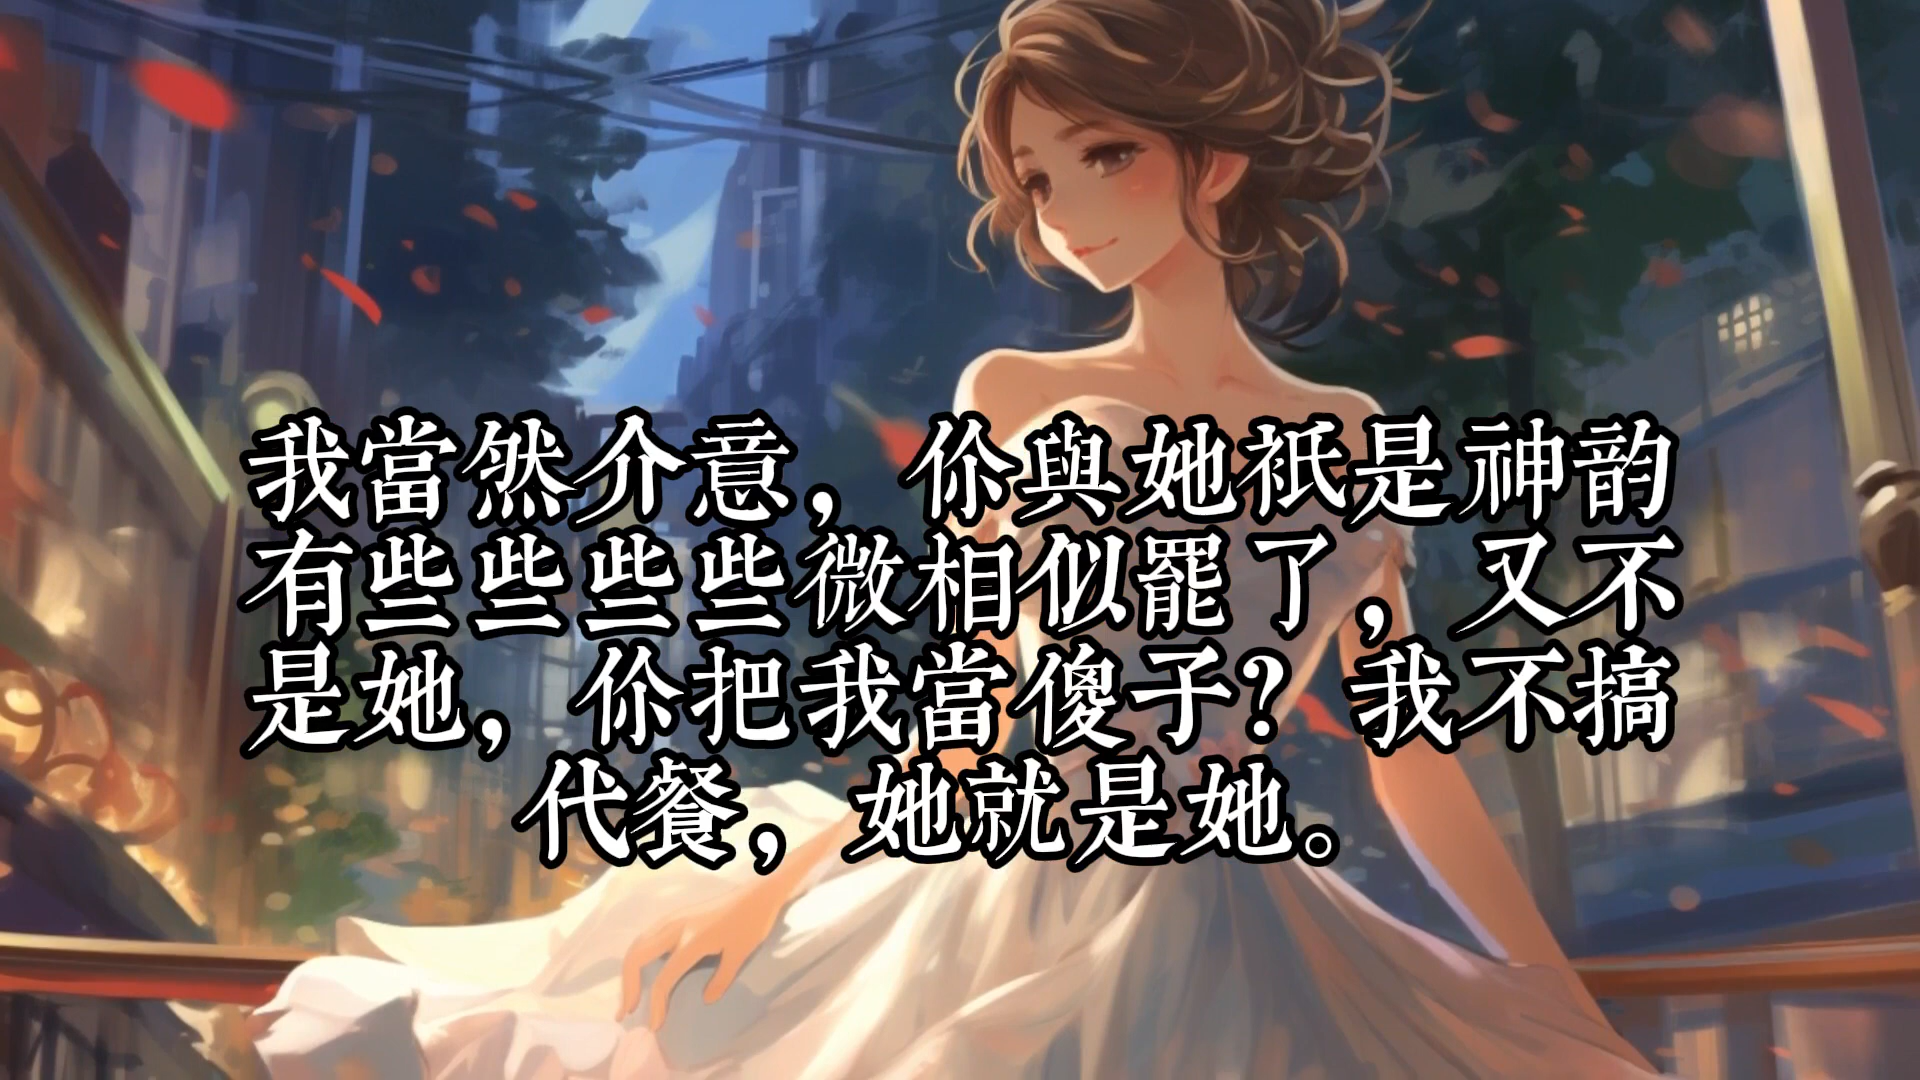 我當然介意，伱與她祇是神韵
有些些些些微相似罷了，又不
是她，伱把我當傻子？我不搞
代餐，她就是她。